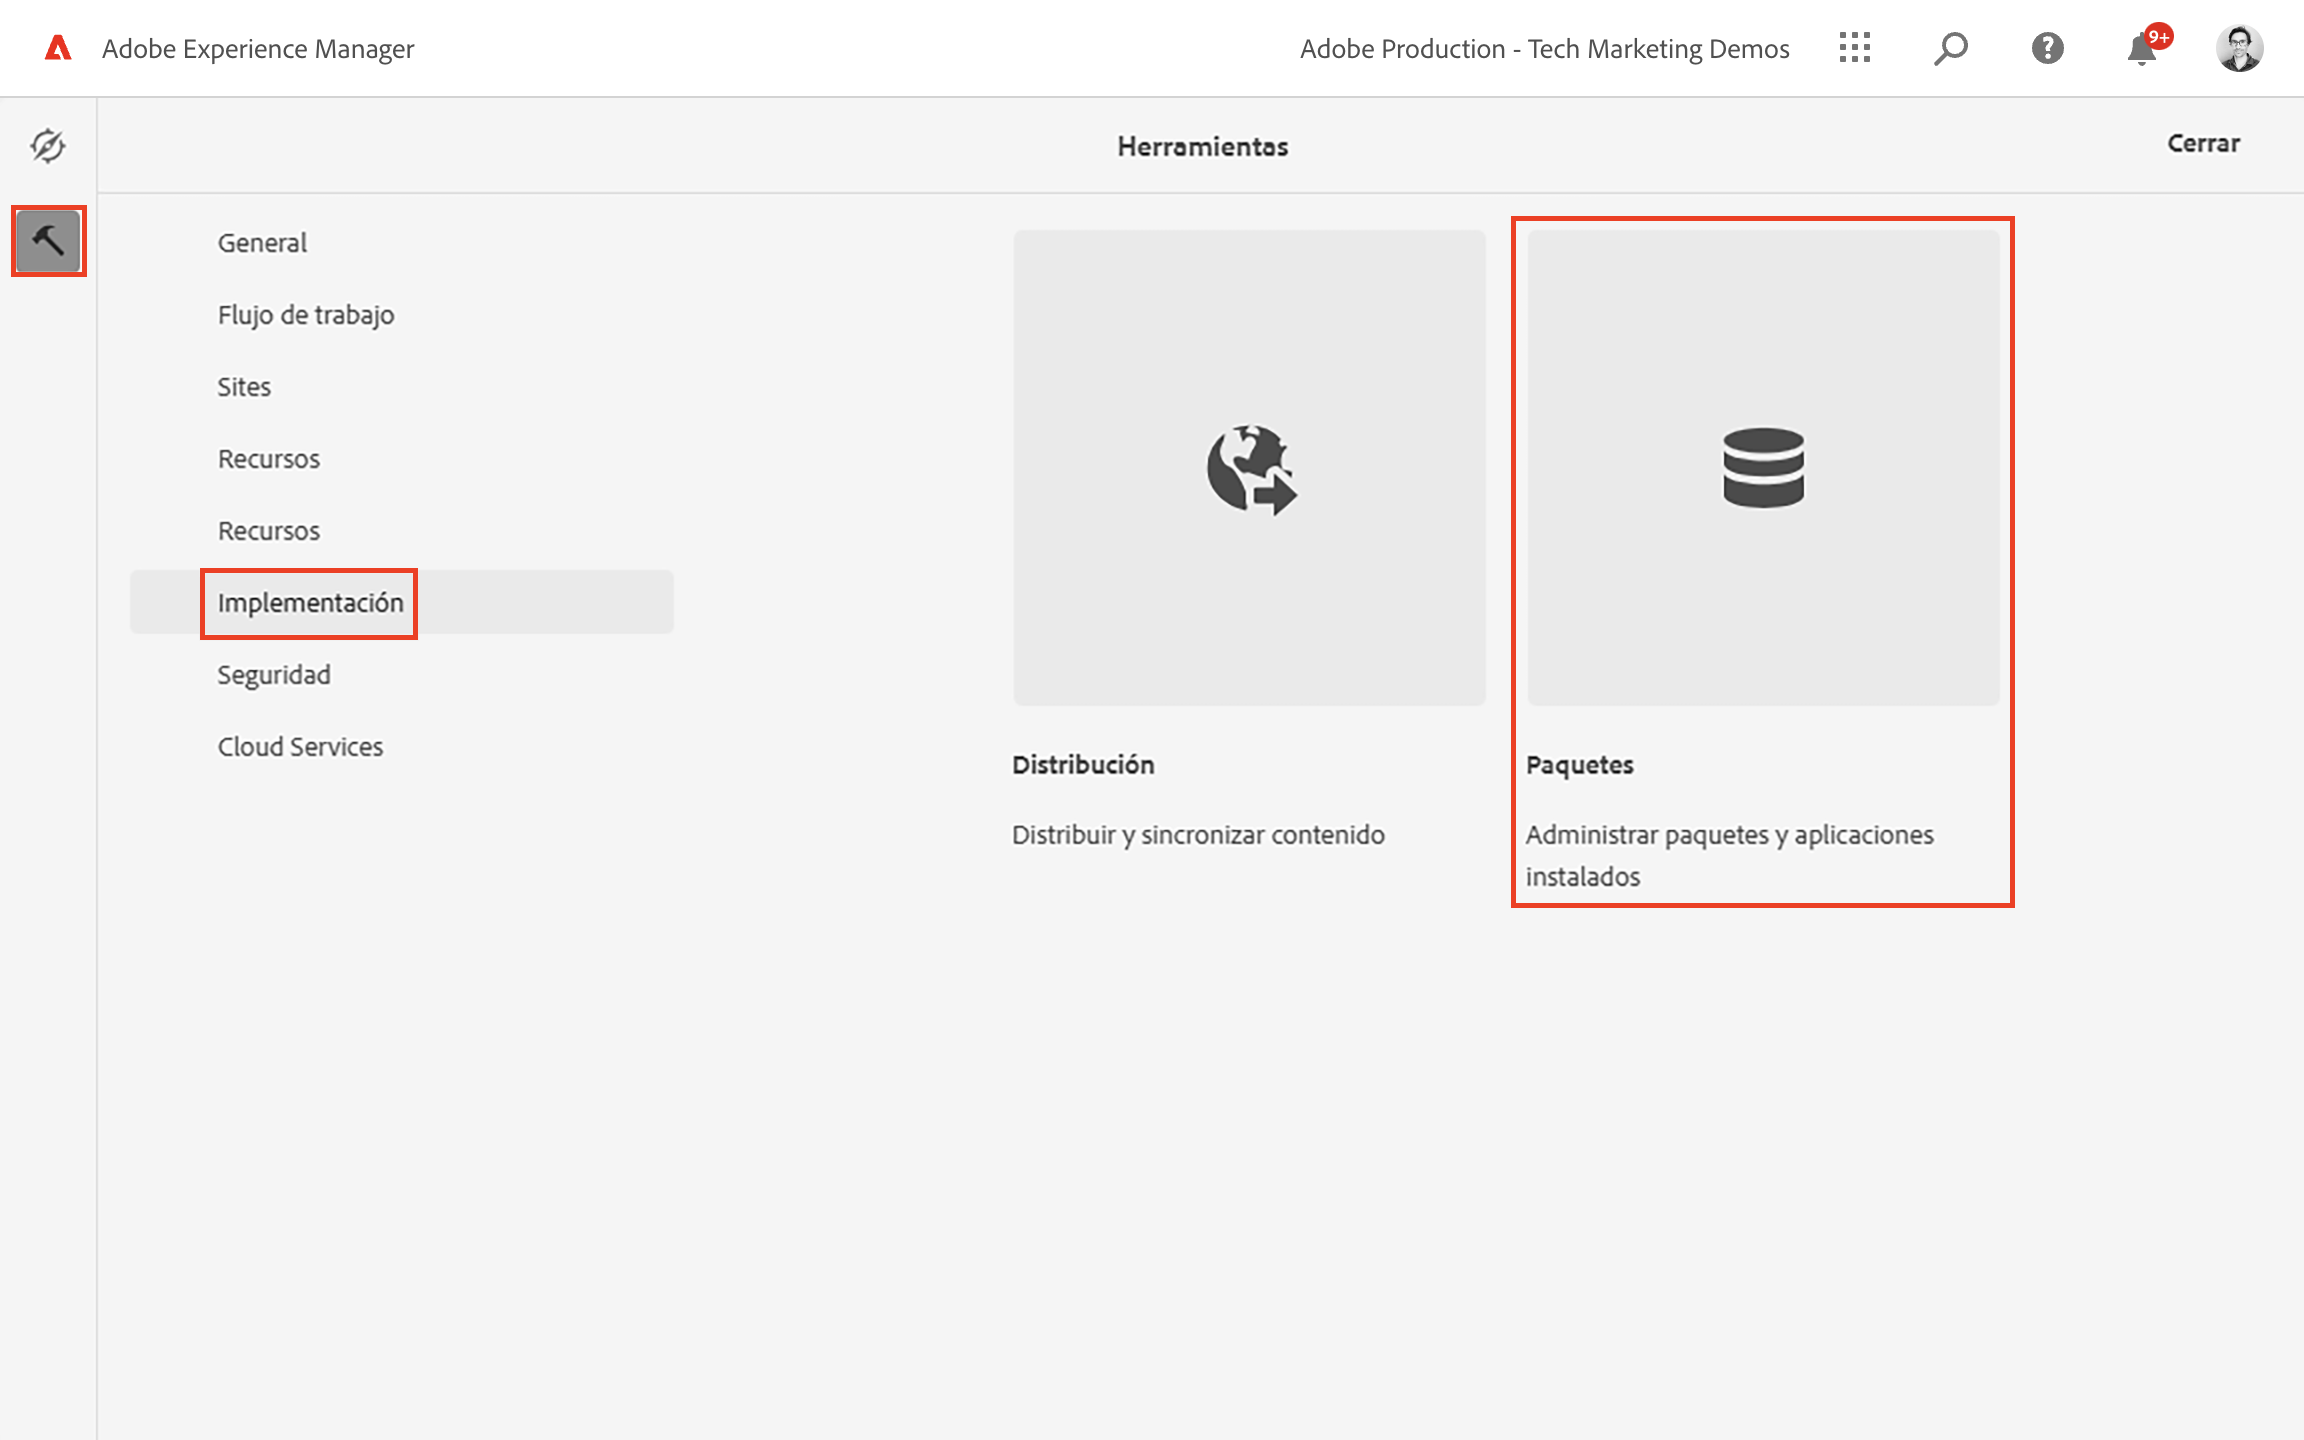 Adobe Experience Manager
Adobe Production - Tech Marketing Demos
9+
Herramientas
Cerrar
General
Flujo de trabajo
Sites
Recursos
Recursos
Implementación
Seguridad
Cloud Services
Distribución
Distribuir y sincronizar contenido
Paquetes
Administrar paquetes y aplicaciones
instalados